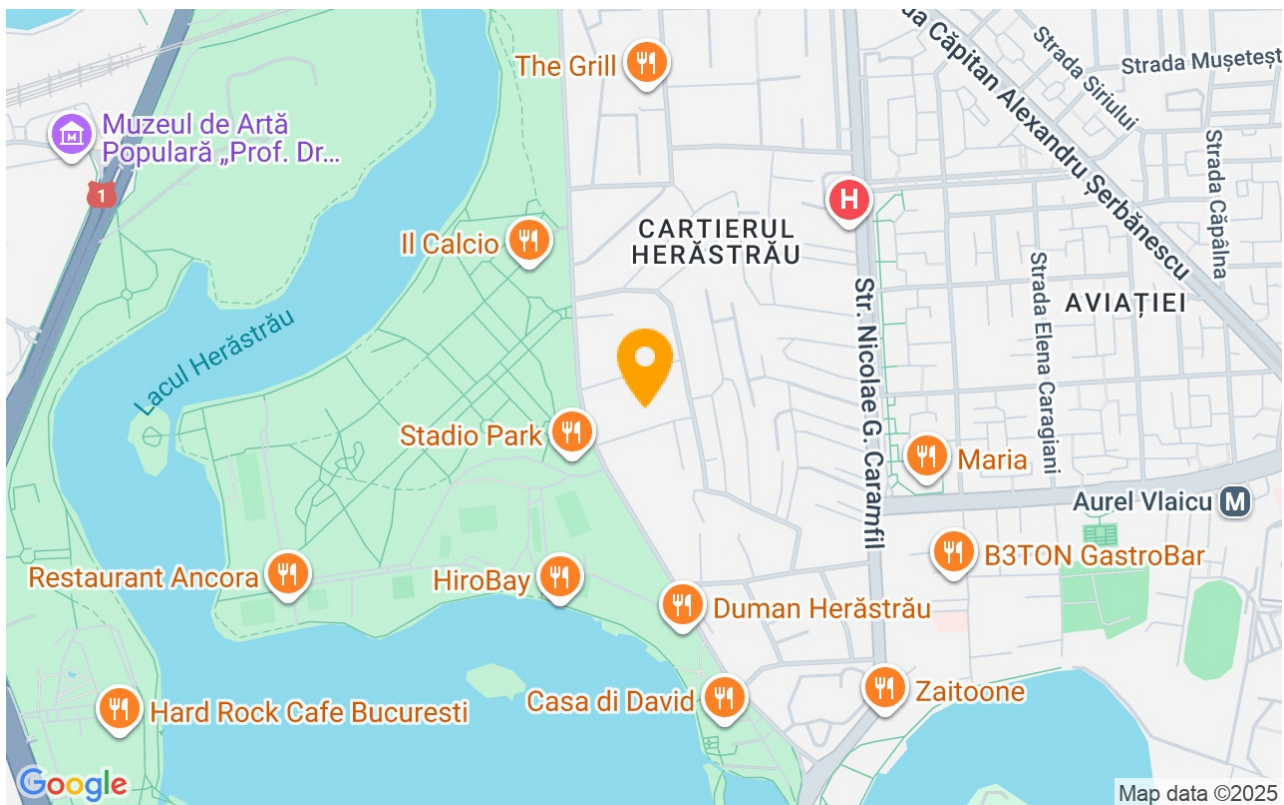 The Grill
da Căpitan Alexandru Șerbănescu
Strada Siriului
Strada Mușetești
Strada Căpâlna
Muzeul de Artă
Populară „Prof. Dr...
1
H
Il Calcio
CARTIERUL
HERĂSTRĂU
AVIAȚIEI
Strada Elena Caragiani
Str. Nicolae G. Caramfil
Lacul Herăstrău
Stadio Park
Maria
Aurel Vlaicu M
B3TON GastroBar
Restaurant Ancora
HiroBay
Duman Herăstrău
Casa di David
Zaitoone
Hard Rock Cafe Bucuresti
Google
Map data ©2025